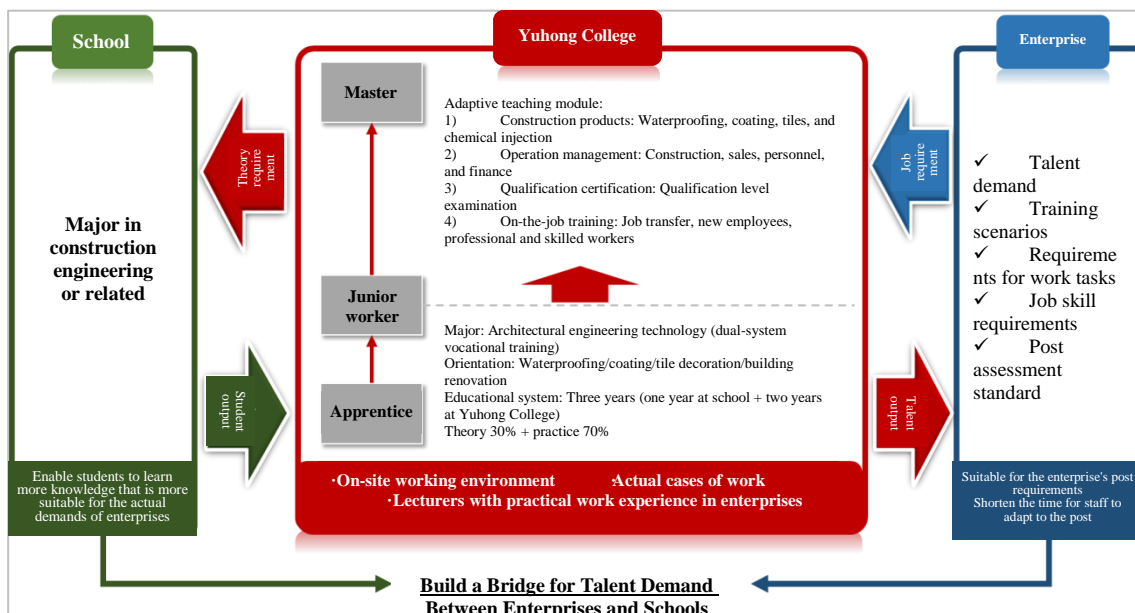 School
Yuhong College
Enterprise
Theory
require
ment
Major in
construction
engineering
or related
Student
output
Enable students to learn
more knowledge that is more
suitable for the actual
demands of enterprises
Master
Junior
worker
Apprentice
Adaptive teaching module:
1) Construction products: Waterproofing, coating, tiles, and
chemical injection
2) Operation management: Construction, sales, personnel,
and finance
3) Qualification certification: Qualification level
examination
4) On-the-job training: Job transfer, new employees,
professional and skilled workers
Major: Architectural engineering technology (dual-system
vocational training)
Orientation: Waterproofing/coating/tile decoration/building
renovation
Educational system: Three years (one year at school + two years
at Yuhong College)
Theory 30% + practice 70%
·On-site working environment ·Actual cases of work
·Lecturers with practical work experience in enterprises
Job
require
ment
Talent
output
✓ Talent
demand
✓ Training
scenarios
✓ Requireme
nts for work tasks
✓ Job skill
requirements
✓ Post
assessment
standard
Suitable for the enterprise's post
requirements
Shorten the time for staff to
adapt to the post
Build a Bridge for Talent Demand
Between Enterprises and Schools